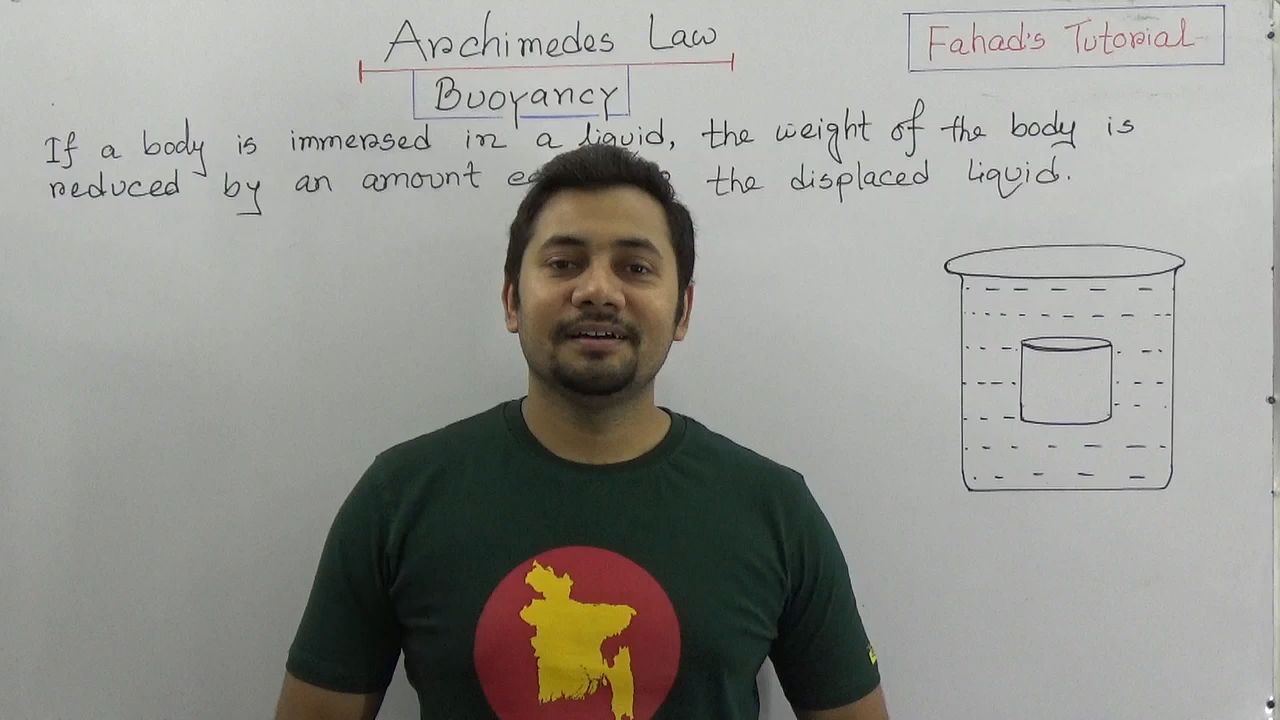 Archimedes Law
Fahad's Tutorial
Buoyancy
If a body is immersed in a liquid, the weight of the body is
reduced by an amount the displaced liquid.